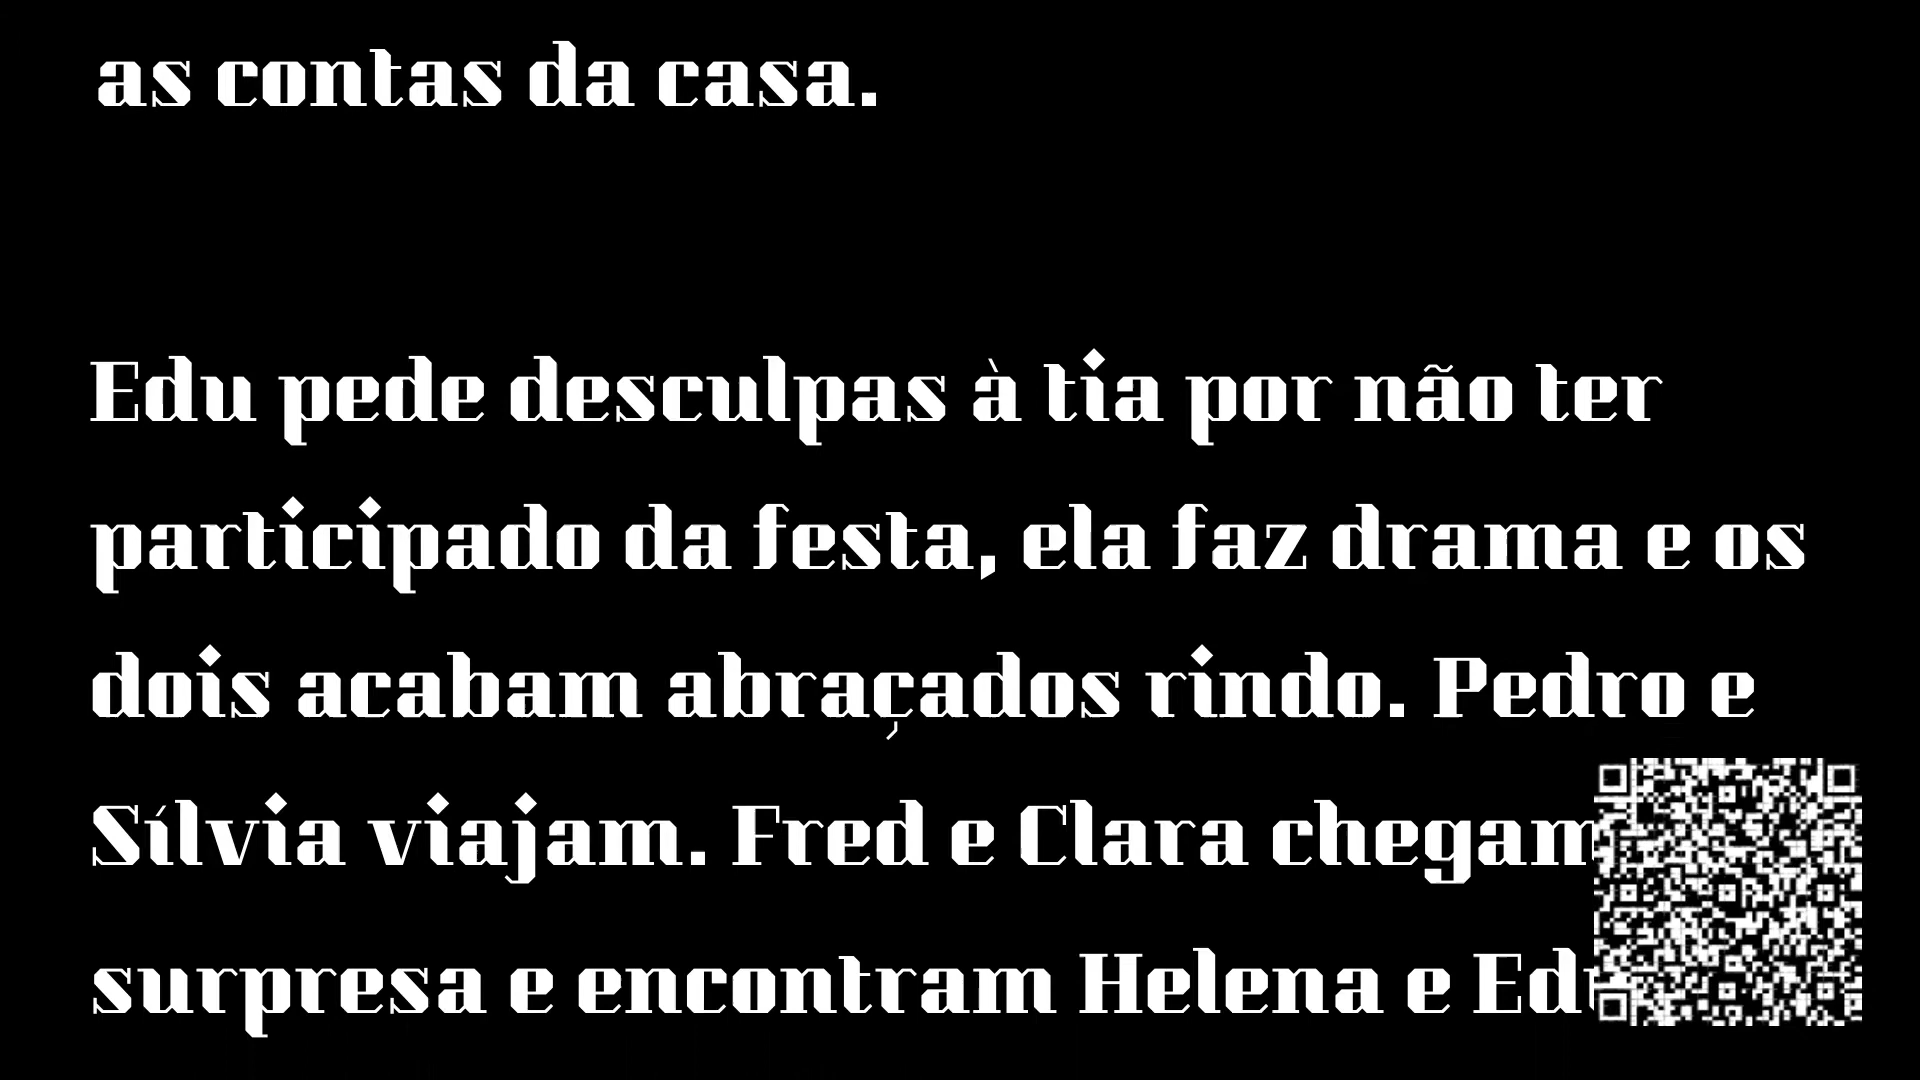 as contas da casa.
Edu pede desculpas à tia por não ter
participado da festa, ela faz drama e os
dois acabam abraçados rindo. Pedro e
Sílvia viajam. Fred e Clara chegam
surpresa e encontram Helena e